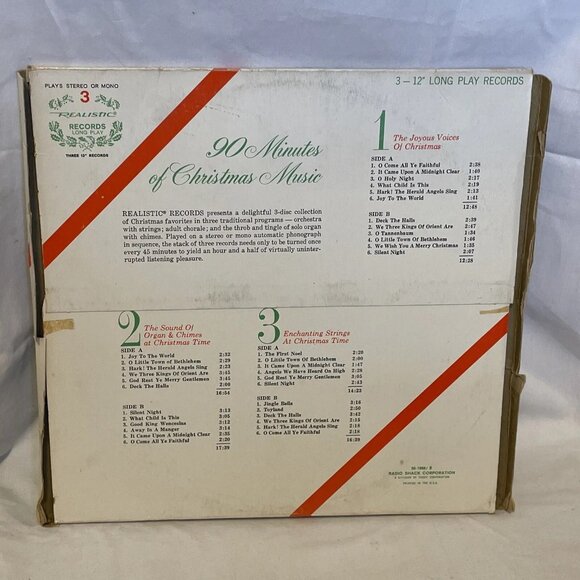 PLAYS STEREO OR MONO
3
REALISTIC®
RECORDS
LONG PLAY
THREE 12" RECORDS
3 — 12" LONG PLAY RECORDS
90 Minutes
of Christmas Music
REALISTIC® RECORDS presents a delightful 3-disc collection
of Christmas favorites in three traditional programs — orchestra
with strings; adult chorale; and the throb and tingle of solo organ
with chimes. Played on a stereo or mono automatic phonograph
in sequence, the stack of three records needs only to be turned once
every 45 minutes to yield an hour and a half of virtually uninter-
rupted listening pleasure.
1 The Joyous Voices
Of Christmas
SIDE A
1. O Come All Ye Faithful 2:38
2. It Came Upon A Midnight Clear 1:40
3. O Holy Night 2:17
4. What Child Is This 2:19
5. Hark! The Herald Angels Sing 2:13
6. Joy To The World 1:41
12:48
SIDE B
1. Deck The Halls 2:39
2. We Three Kings Of Orient Are 2:47
3. O Tannenbaum 1:34
4. O Little Town Of Bethlehem 1:46
5. We Wish You A Merry Christmas 1:35
6. Silent Night 2:07
12:28
2 The Sound Of
Organ & Chimes
at Christmas Time
SIDE A
1. Joy To The World 2:32
2. O Little Town of Bethlehem 2:29
3. Hark! The Herald Angels Sing 2:23
4. We Three Kings Of Orient Are 3:45
5. God Rest Ye Merry Gentlemen 3:45
6. Deck The Halls 2:00
16:54
SIDE B
1. Silent Night 3:13
2. What Child Is This 3:05
3. Good King Wenceslas 3:12
4. Away In a Manger 3:14
5. It Came Upon A Midnight Clear 2:35
6. O Come All Ye Faithful 2:20
17:39
3 Enchanting Strings
At Christmas Time
SIDE A
1. The First Noel 2:20
2. O Little Town Of Bethlehem 2:00
3. It Came Upon A Midnight Clear 2:17
4. Angels We Have Heard On High 2:28
5. God Rest Ye Merry Gentlemen 2:35
6. Silent Night 2:43
14:23
SIDE B
1. Jingle Bells 3:16
2. Toyland 2:50
3. Deck The Halls 3:02
4. We Three Kings Of Orient Are 2:15
5. Hark! The Herald Angels Sing 2:18
6. O Come All Ye Faithful 2:18
RADIO SHACK CORPORATION
A DIVISION OF TANDY CORPORATION
PRINTED IN THE U.S.A.